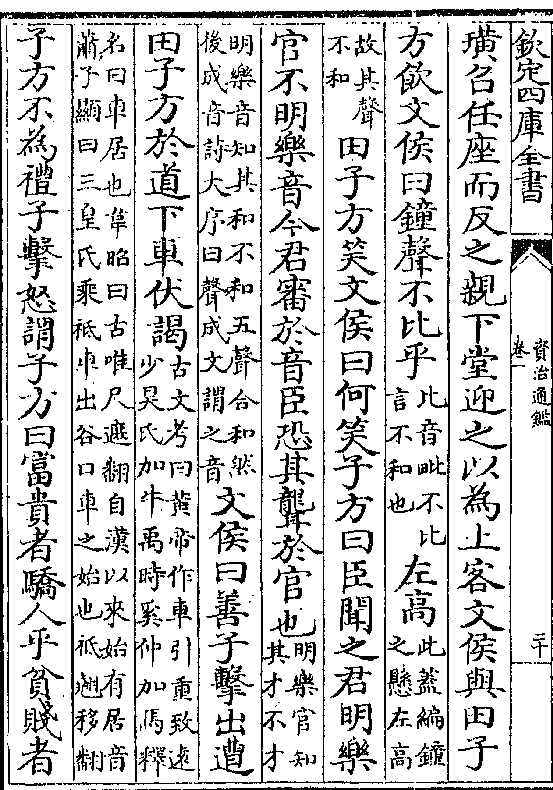 欽定四庫全書
資治通鑑
卷一
二十
璜召任座而反之親下堂迎之以為上客文侯與田子
方飲文侯曰鐘聲不比乎比音毗不比言不和也左高此蓋編鐘之懸左高
故其聲不和田子方笑文侯曰何笑子方曰臣聞之君明樂
官不明樂音今君審於音臣恐其聾於官也明樂官知其才不才
明樂音知其和不和五聲合和然後成音詩大序曰聲成文謂之音文侯曰善子擊出遭
田子方於道下車伏謁古文考曰黃帝作車引重致遠少昊氏加牛禹時奚仲加馬釋
名曰車居也韋昭曰古唯尺遮翻自漢以來始有居音蕭子顯曰三皇氏乘祗車出谷口車之始也祗翹移翻
子方不為禮子擊怒謂子方曰富貴者驕人乎貧賤者